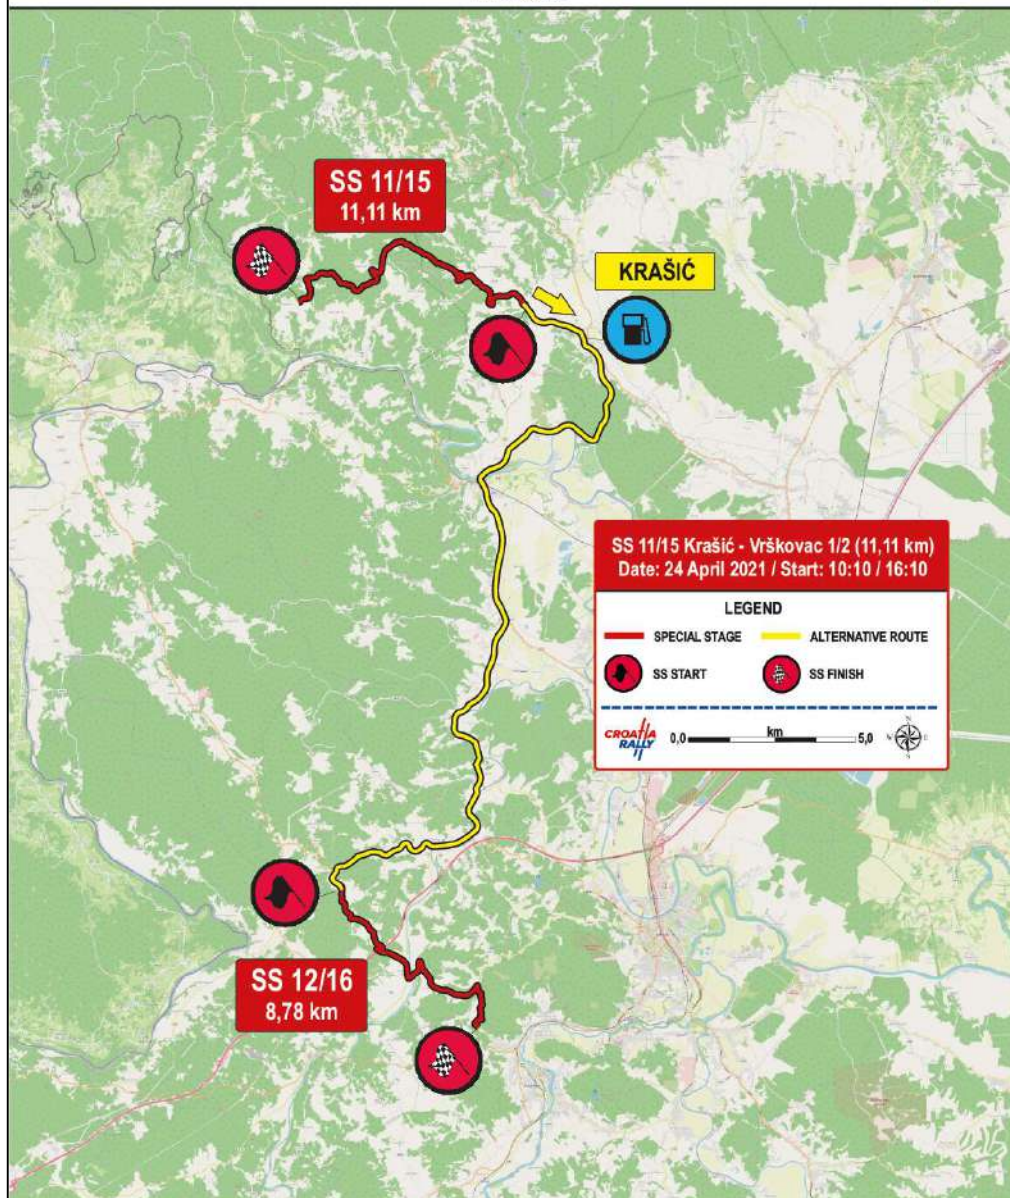 SS 11/15
11,11 km
KRAŠIĆ
SS 11/15 Krašić - Vrškovac 1/2 (11,11 km)
Date: 24 April 2021 / Start: 10:10 / 16:10
LEGEND
SPECIAL STAGE
ALTERNATIVE ROUTE
SS START
SS FINISH
CROATIA
RALLY
0,0 km 5,0
N
W E
S
SS 12/16
8,78 km